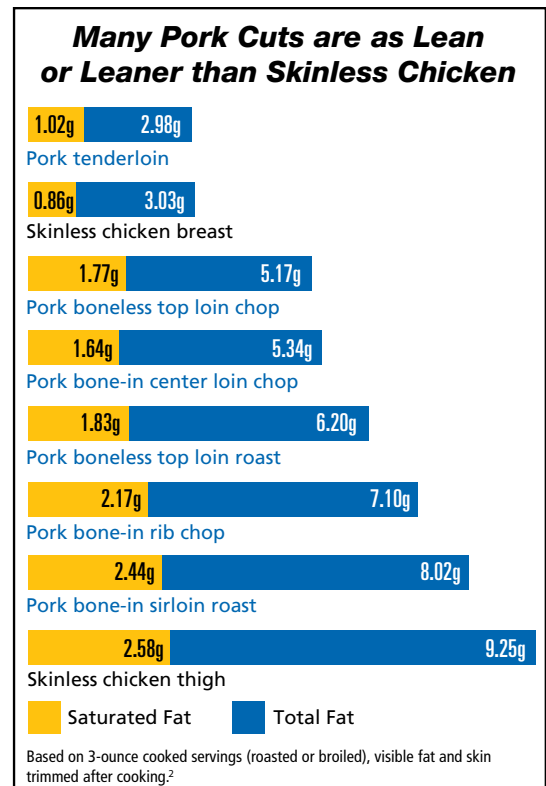 Many Pork Cuts are as Lean
or Leaner than Skinless Chicken
1.02g 2.98g
Pork tenderloin
0.86g 3.03g
Skinless chicken breast
1.77g 5.17g
Pork boneless top loin chop
1.64g 5.34g
Pork bone-in center loin chop
1.83g 6.20g
Pork boneless top loin roast
2.17g 7.10g
Pork bone-in rib chop
2.44g 8.02g
Pork bone-in sirloin roast
2.58g 9.25g
Skinless chicken thigh
Saturated Fat Total Fat
Based on 3-ounce cooked servings (roasted or broiled), visible fat and skin
trimmed after cooking.²